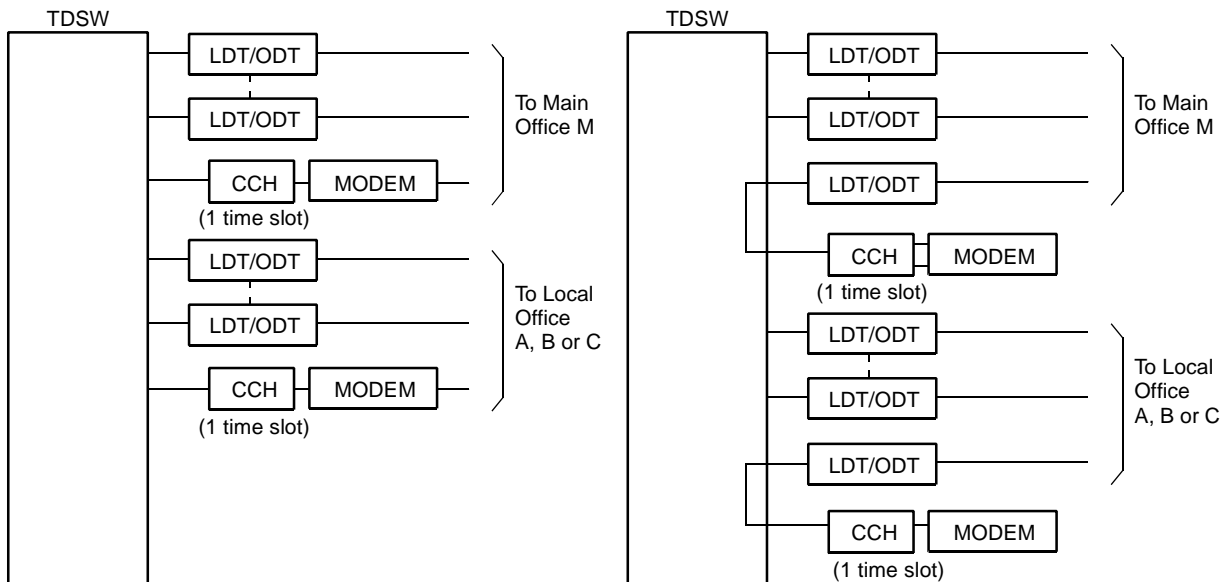 TDSW
LDT/ODT
LDT/ODT
CCH
MODEM
(1 time slot)
To Main
Office M
LDT/ODT
LDT/ODT
CCH
MODEM
(1 time slot)
To Local
Office
A, B or C
TDSW
LDT/ODT
LDT/ODT
LDT/ODT
To Main
Office M
CCH
MODEM
(1 time slot)
LDT/ODT
LDT/ODT
LDT/ODT
To Local
Office
A, B or C
CCH
MODEM
(1 time slot)